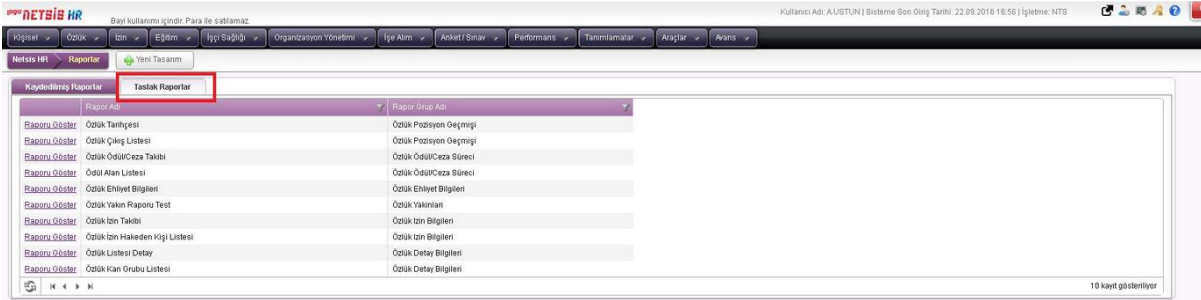 logo NETSİS HR Bayi kullanımı içindir. Para ile satılamaz. Kullanıcı Adı: A.USTUN | Sisteme Son Giriş Tarihi: 22.09.2016 16:56 | İşletme: NTS
Kişisel Özlük İzin Eğitim İşçi Sağlığı Organizasyon Yönetimi İşe Alım Anket / Sınav Performans Tanımlamalar Araçlar Avans
Netsis HR Raporlar Yeni Tasarım
Kaydedilmiş Raporlar Taslak Raporlar
Rapor Adı Rapor Grup Adı
Raporu Göster Özlük Tarihçesi Özlük Pozisyon Geçmişi
Raporu Göster Özlük Çıkış Listesi Özlük Pozisyon Geçmişi
Raporu Göster Özlük Ödül/Ceza Takibi Özlük Ödül/Ceza Süreci
Raporu Göster Ödül Alan Listesi Özlük Ödül/Ceza Süreci
Raporu Göster Özlük Ehliyet Bilgileri Özlük Ehliyet Bilgileri
Raporu Göster Özlük Yakın Raporu Test Özlük Yakınları
Raporu Göster Özlük İzin Takibi Özlük İzin Bilgileri
Raporu Göster Özlük İzin Hakeden Kişi Listesi Özlük İzin Bilgileri
Raporu Göster Özlük Listesi Detay Özlük Detay Bilgileri
Raporu Göster Özlük Kan Grubu Listesi Özlük Detay Bilgileri
10 kayıt gösteriliyor